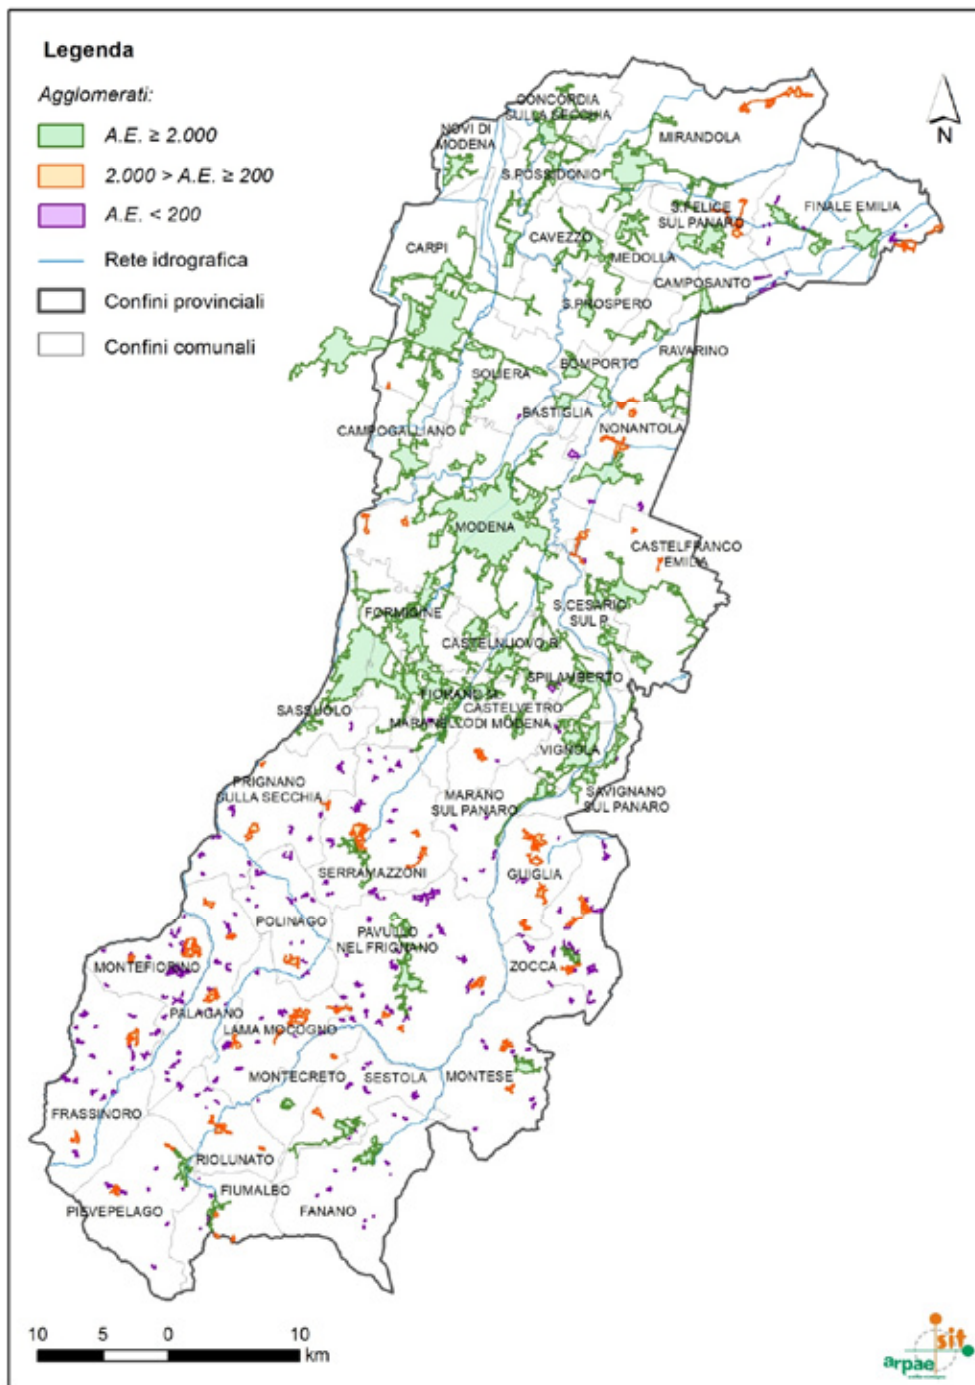 Legenda
Agglomerati:
A.E. ≥ 2.000
2.000 > A.E. ≥ 200
A.E. < 200
Rete idrografica
Confini provinciali
Confini comunali
N
CONCORDIA
SULLA SECCHIA
NOVI DI
MODENA
MIRANDOLA
S.POSSIDONIO
S.FELICE
SUL PANARO
FINALE EMILIA
CARPI
CAVEZZO
MEDOLLA
CAMPOSANTO
S.PROSPERO
RAVARINO
BOMPORTO
SOLIERA
BASTIGLIA
NONANTOLA
CAMPOGALLIANO
MODENA
CASTELFRANCO
EMILIA
FORMIGINE
S.CESARIO
SUL P.
CASTELNUOVO R.
SPILAMBERTO
FIORANO M.
SASSUOLO
CASTELVETRO
MARANELLO
DI MODENA
VIGNOLA
PRIGNANO
SULLA SECCHIA
MARANO
SUL PANARO
SAVIGNANO
SUL PANARO
SERRAMAZZONI
GUIGLIA
POLINAGO
PAVULLO
NEL FRIGNANO
MONTEFIORINO
ZOCCA
PALAGANO
LAMA MOCOGNO
MONTECRETO
SESTOLA
MONTESE
FRASSINORO
RIOLUNATO
FIUMALBO
PIEVEPELAGO
FANANO
10 5 0 10
km
sit
arpae